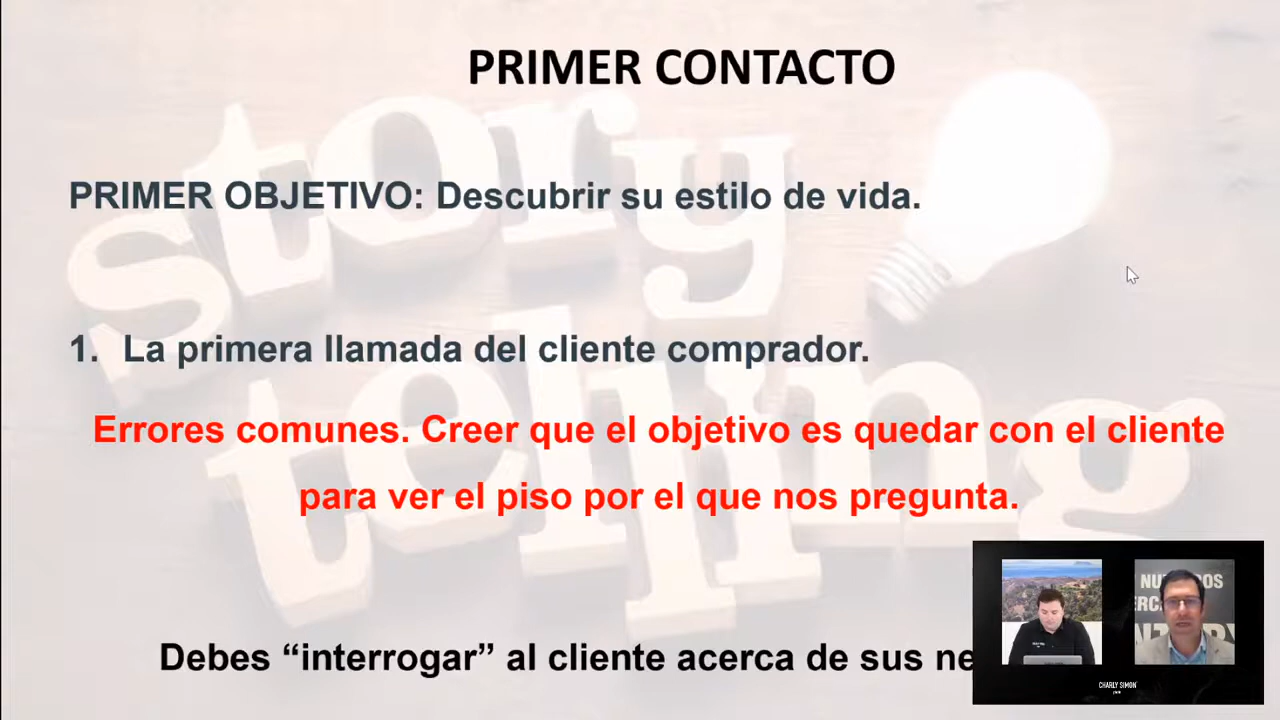 PRIMER CONTACTO
story
telling
PRIMER OBJETIVO: Descubrir su estilo de vida.
1. La primera llamada del cliente comprador.
Errores comunes. Creer que el objetivo es quedar con el cliente
para ver el piso por el que nos pregunta.
Debes “interrogar” al cliente acerca de sus ne
CHARLY SIMON